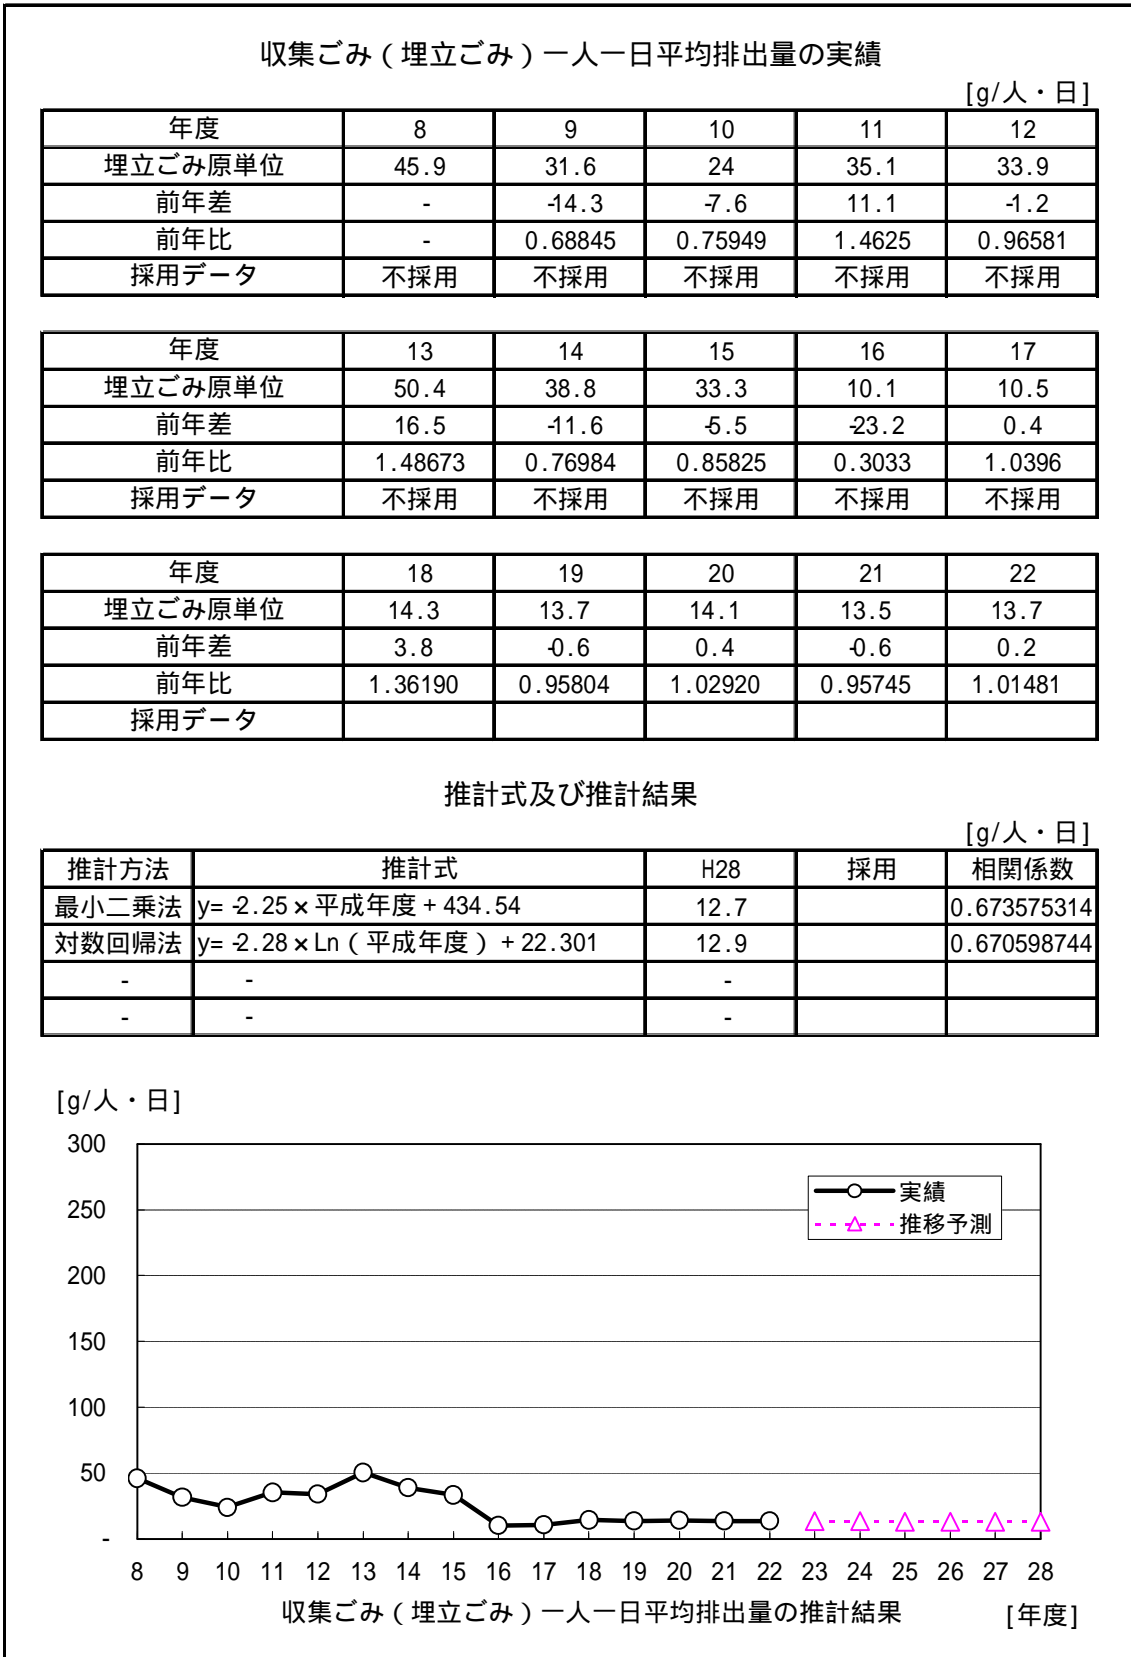 収集ごみ（埋立ごみ）一人一日平均排出量の実績
[g/人・日]
年度 8 9 10 11 12
埋立ごみ原単位 45.9 31.6 24 35.1 33.9
前年差 - -14.3 -7.6 11.1 -1.2
前年比 - 0.68845 0.75949 1.4625 0.96581
採用データ 不採用 不採用 不採用 不採用 不採用
年度 13 14 15 16 17
埋立ごみ原単位 50.4 38.8 33.3 10.1 10.5
前年差 16.5 -11.6 -5.5 -23.2 0.4
前年比 1.48673 0.76984 0.85825 0.3033 1.0396
採用データ 不採用 不採用 不採用 不採用 不採用
年度 18 19 20 21 22
埋立ごみ原単位 14.3 13.7 14.1 13.5 13.7
前年差 3.8 -0.6 0.4 -0.6 0.2
前年比 1.36190 0.95804 1.02920 0.95745 1.01481
採用データ
推計式及び推計結果
[g/人・日]
推計方法 推計式 H28 採用 相関係数
最小二乗法 y= -2.25×平成年度+434.54 12.7 0.673575314
対数回帰法 y= -2.28×Ln（平成年度）+22.301 12.9 0.670598744
- - -
- - -
[g/人・日]
300
250
200
150
100
50
-
実績
推移予測
8 9 10 11 12 13 14 15 16 17 18 19 20 21 22 23 24 25 26 27 28
収集ごみ（埋立ごみ）一人一日平均排出量の推計結果 [年度]